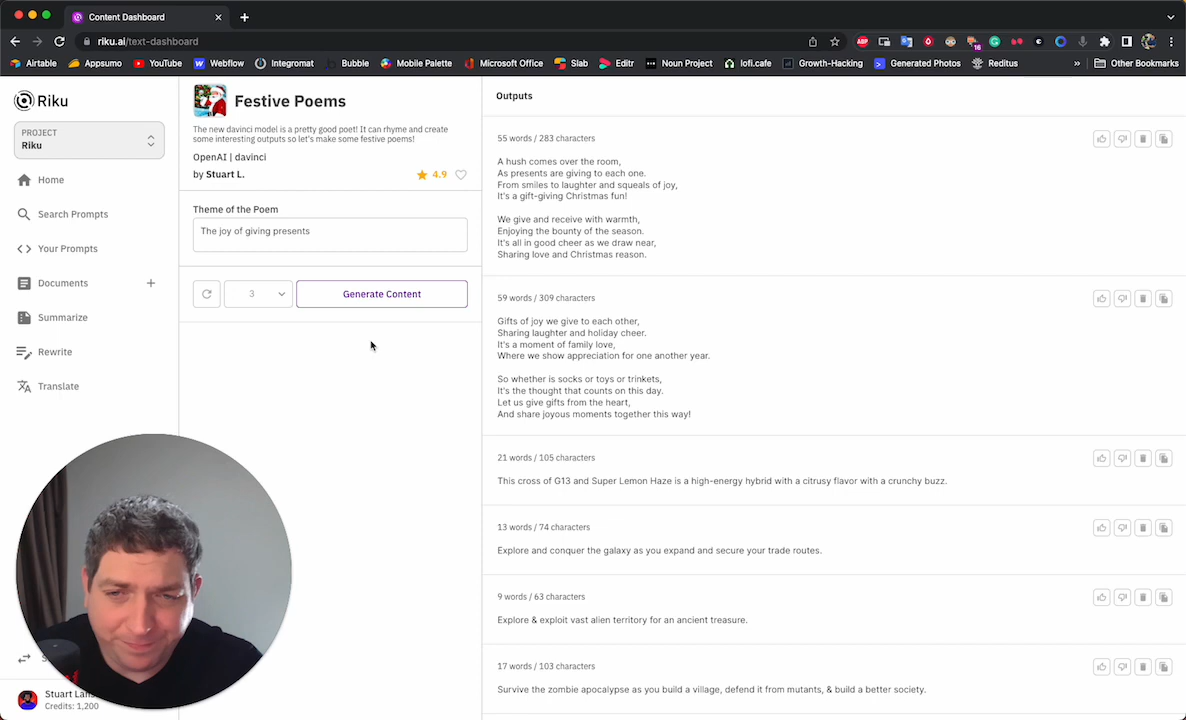 Content Dashboard
riku.ai/text-dashboard
ABP
16
Airtable
Appsumo
YouTube
Webflow
Integromat
Bubble
Mobile Palette
Microsoft Office
Slab
Editr
Noun Project
lofi.cafe
Growth-Hacking
Generated Photos
Reditus
»
Other Bookmarks
Riku
PROJECT
Riku
Home
Search Prompts
Your Prompts
Documents
Summarize
Rewrite
Translate
Credits: 1,200
Festive Poems
The new davinci model is a pretty good poet! It can rhyme and create
some interesting outputs so let's make some festive poems!
OpenAI | davinci
by Stuart L.
4.9
Theme of the Poem
The joy of giving presents
3
Generate Content
Outputs
55 words / 283 characters
A hush comes over the room,
As presents are giving to each one.
From smiles to laughter and squeals of joy,
It's a gift-giving Christmas fun!
We give and receive with warmth,
Enjoying the bounty of the season.
It's all in good cheer as we draw near,
Sharing love and Christmas reason.
59 words / 309 characters
Gifts of joy we give to each other,
Sharing laughter and holiday cheer.
It's a moment of family love,
Where we show appreciation for one another year.
So whether is socks or toys or trinkets,
It's the thought that counts on this day.
Let us give gifts from the heart,
And share joyous moments together this way!
21 words / 105 characters
This cross of G13 and Super Lemon Haze is a high-energy hybrid with a citrusy flavor with a crunchy buzz.
13 words / 74 characters
Explore and conquer the galaxy as you expand and secure your trade routes.
9 words / 63 characters
Explore & exploit vast alien territory for an ancient treasure.
17 words / 103 characters
Survive the zombie apocalypse as you build a village, defend it from mutants, & build a better society.